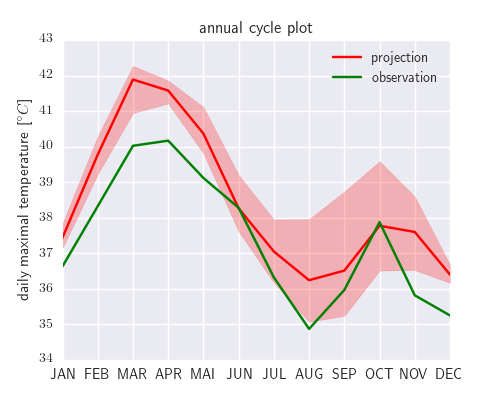 annual cycle plot
43
42
41
40
39
38
37
36
35
34
daily maximal temperature [°C]
projection
observation
JAN FEB MAR APR MAI JUN JUL AUG SEP OCT NOV DEC